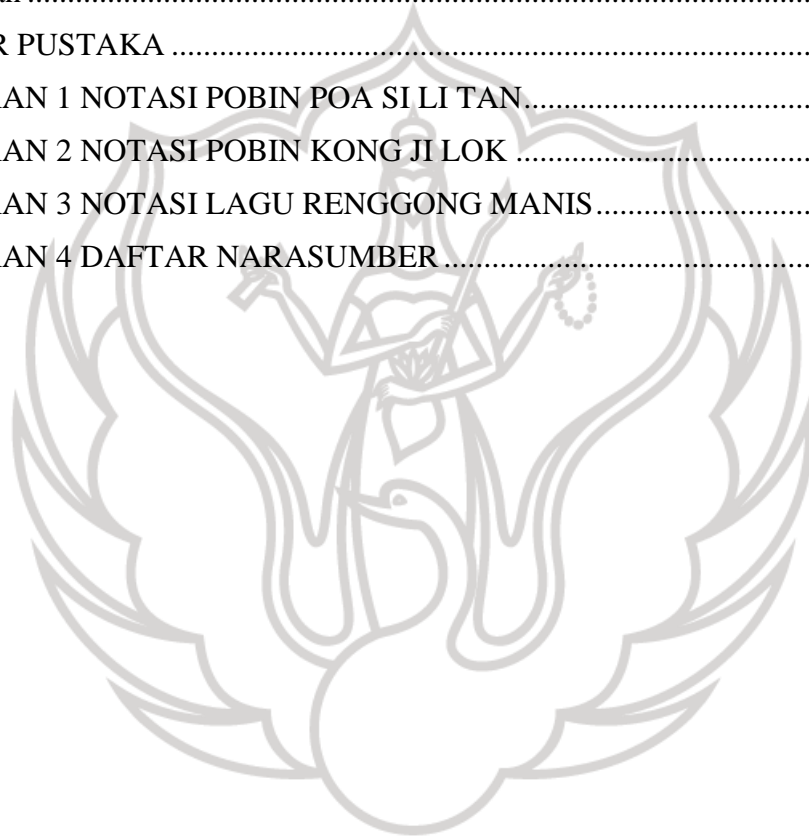 R PUSTAKA ................................................................................
AN 1 NOTASI POBIN POA SI LI TAN................................................
AN 2 NOTASI POBIN KONG JI LOK ................................................
AN 3 NOTASI LAGU RENGGONG MANIS....................................
AN 4 DAFTAR NARASUMBER..........................................................